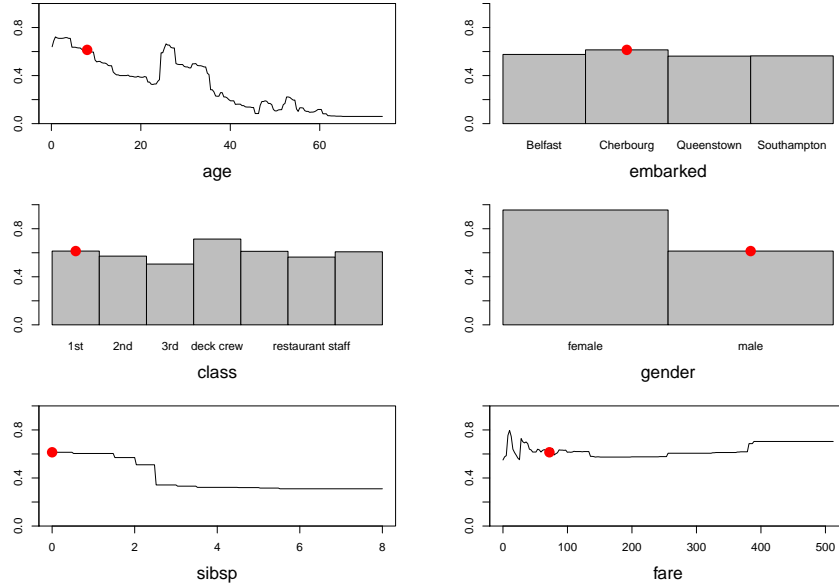 0.0 0.4 0.8
0 20 40 60
age
0.0 0.4 0.8
Belfast Cherbourg Queenstown Southampton
embarked
0.0 0.4 0.8
1st 2nd 3rd deck crew restaurant staff
class
0.0 0.4 0.8
female male
gender
0.0 0.4 0.8
0 2 4 6 8
sibsp
0.0 0.4 0.8
0 100 200 300 400 500
fare